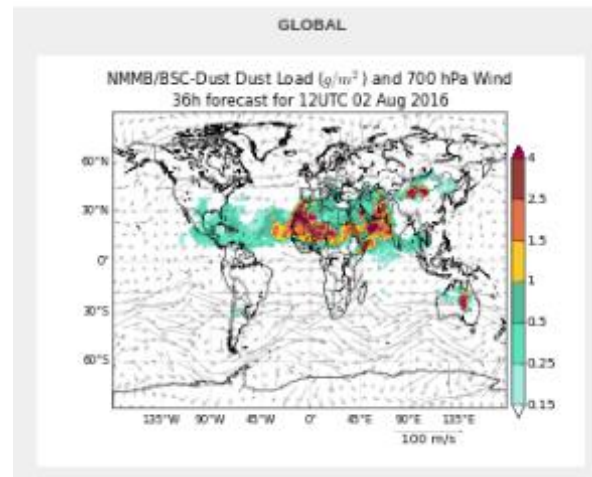 GLOBAL
NMMB/BSC-Dust Dust Load (g/m²) and 700 hPa Wind
36h forecast for 12UTC 02 Aug 2016
60°N
30°N
0°
30°S
60°S
135°W 90°W 45°W 0° 45°E 90°E 135°E
100 m/s
4
2.5
1.5
1
0.5
0.25
0.15